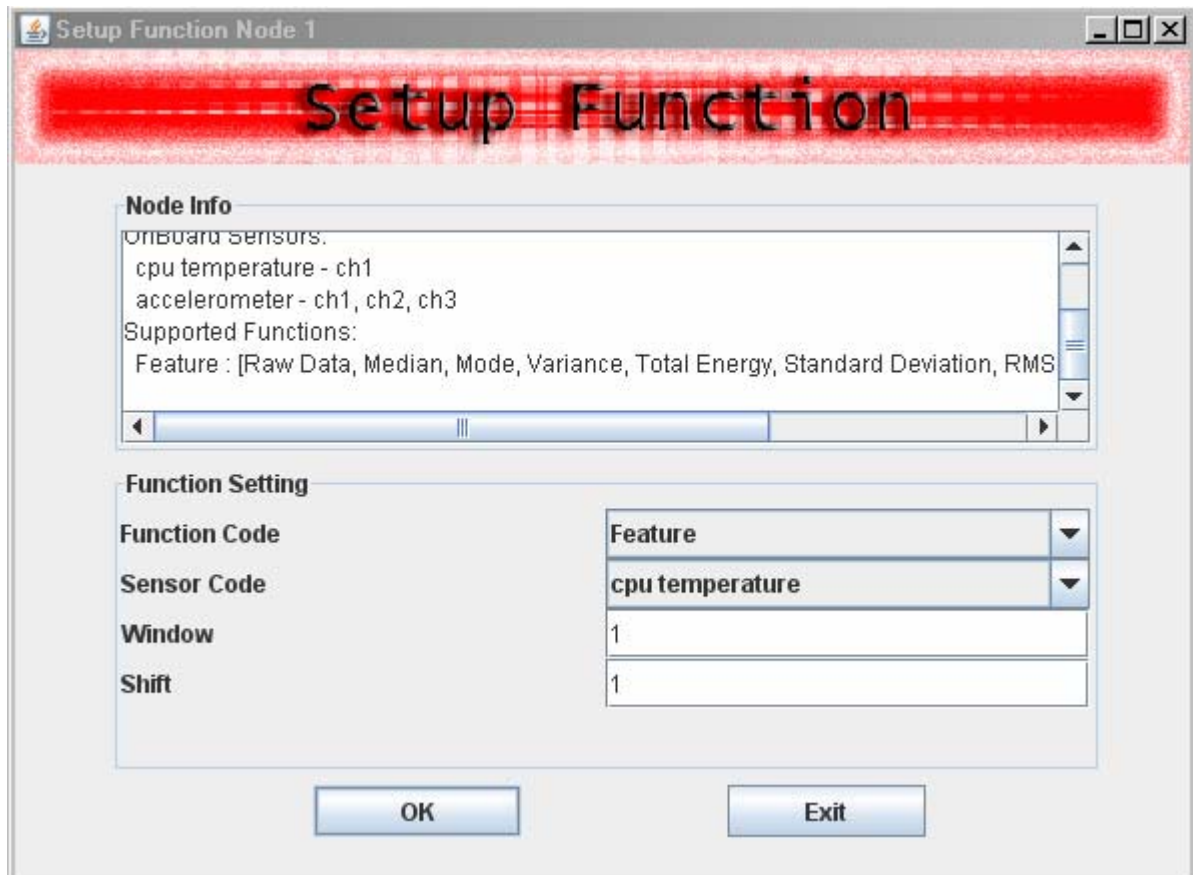 Setup Function Node 1
Setup Function
Node Info
OnBoard Sensors:
cpu temperature - ch1
accelerometer - ch1, ch2, ch3
Supported Functions:
Feature : [Raw Data, Median, Mode, Variance, Total Energy, Standard Deviation, RMS
Function Setting
Function Code Feature
Sensor Code cpu temperature
Window 1
Shift 1
OK Exit